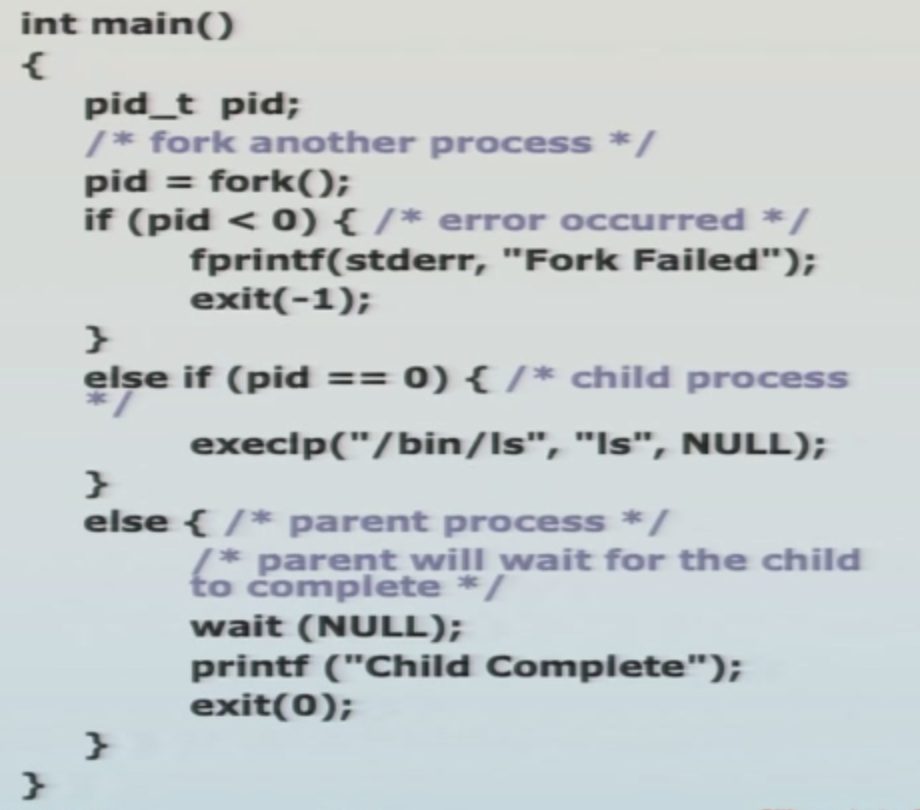 int main()
{
pid_t pid;
/* fork another process */
pid = fork();
if (pid < 0) { /* error occurred */
fprintf(stderr, "Fork Failed");
exit(-1);
}
else if (pid == 0) { /* child process
*/
execlp("/bin/ls", "ls", NULL);
}
else { /* parent process */
/* parent will wait for the child
to complete */
wait (NULL);
printf ("Child Complete");
exit(0);
}
}